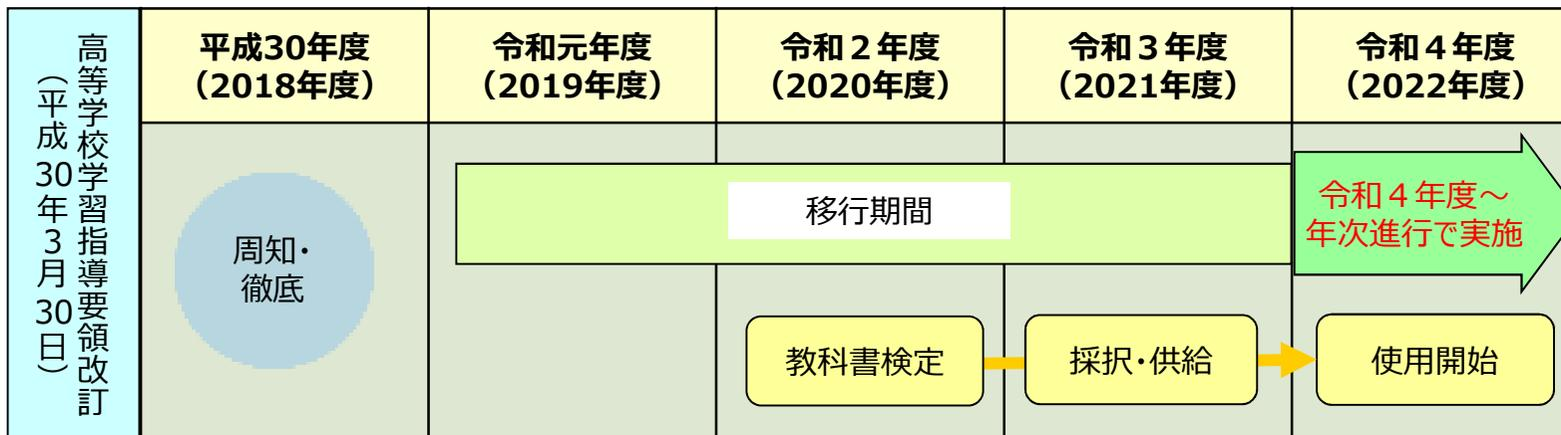 高等学校学習指導要領改訂
（平成30年３月30日）
平成30年度
（2018年度）
令和元年度
（2019年度）
令和２年度
（2020年度）
令和３年度
（2021年度）
令和４年度
（2022年度）
周知・
徹底
移行期間
令和４年度～
年次進行で実施
教科書検定
採択・供給
使用開始